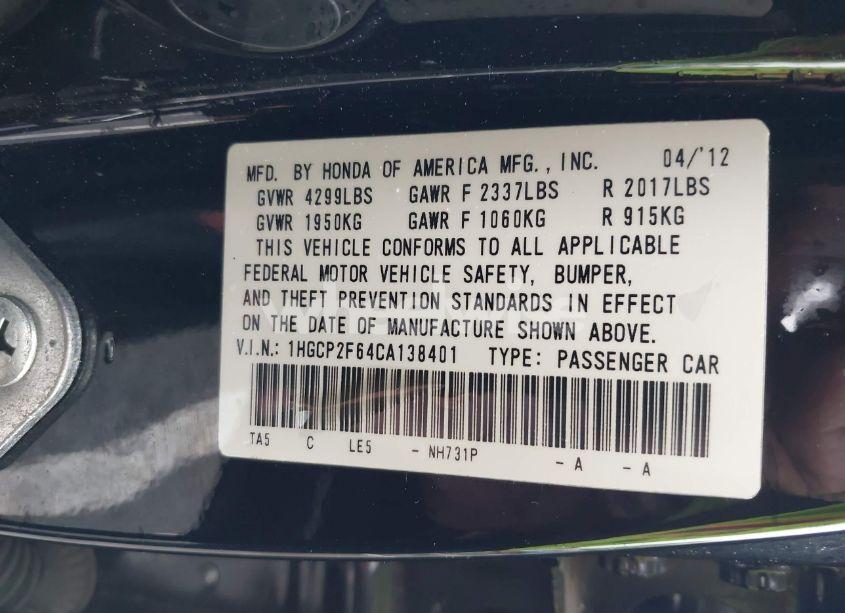 MFD. BY HONDA OF AMERICA MFG., INC. 04/'12
GVWR 4299LBS GAWR F 2337LBS R 2017LBS
GVWR 1950KG GAWR F 1060KG R 915KG
THIS VEHICLE CONFORMS TO ALL APPLICABLE
FEDERAL MOTOR VEHICLE SAFETY, BUMPER,
AND THEFT PREVENTION STANDARDS IN EFFECT
ON THE DATE OF MANUFACTURE SHOWN ABOVE.
V.I.N.: 1HGCP2F64CA138401 TYPE: PASSENGER CAR
TA5 C LE5 - NH731P - A - A